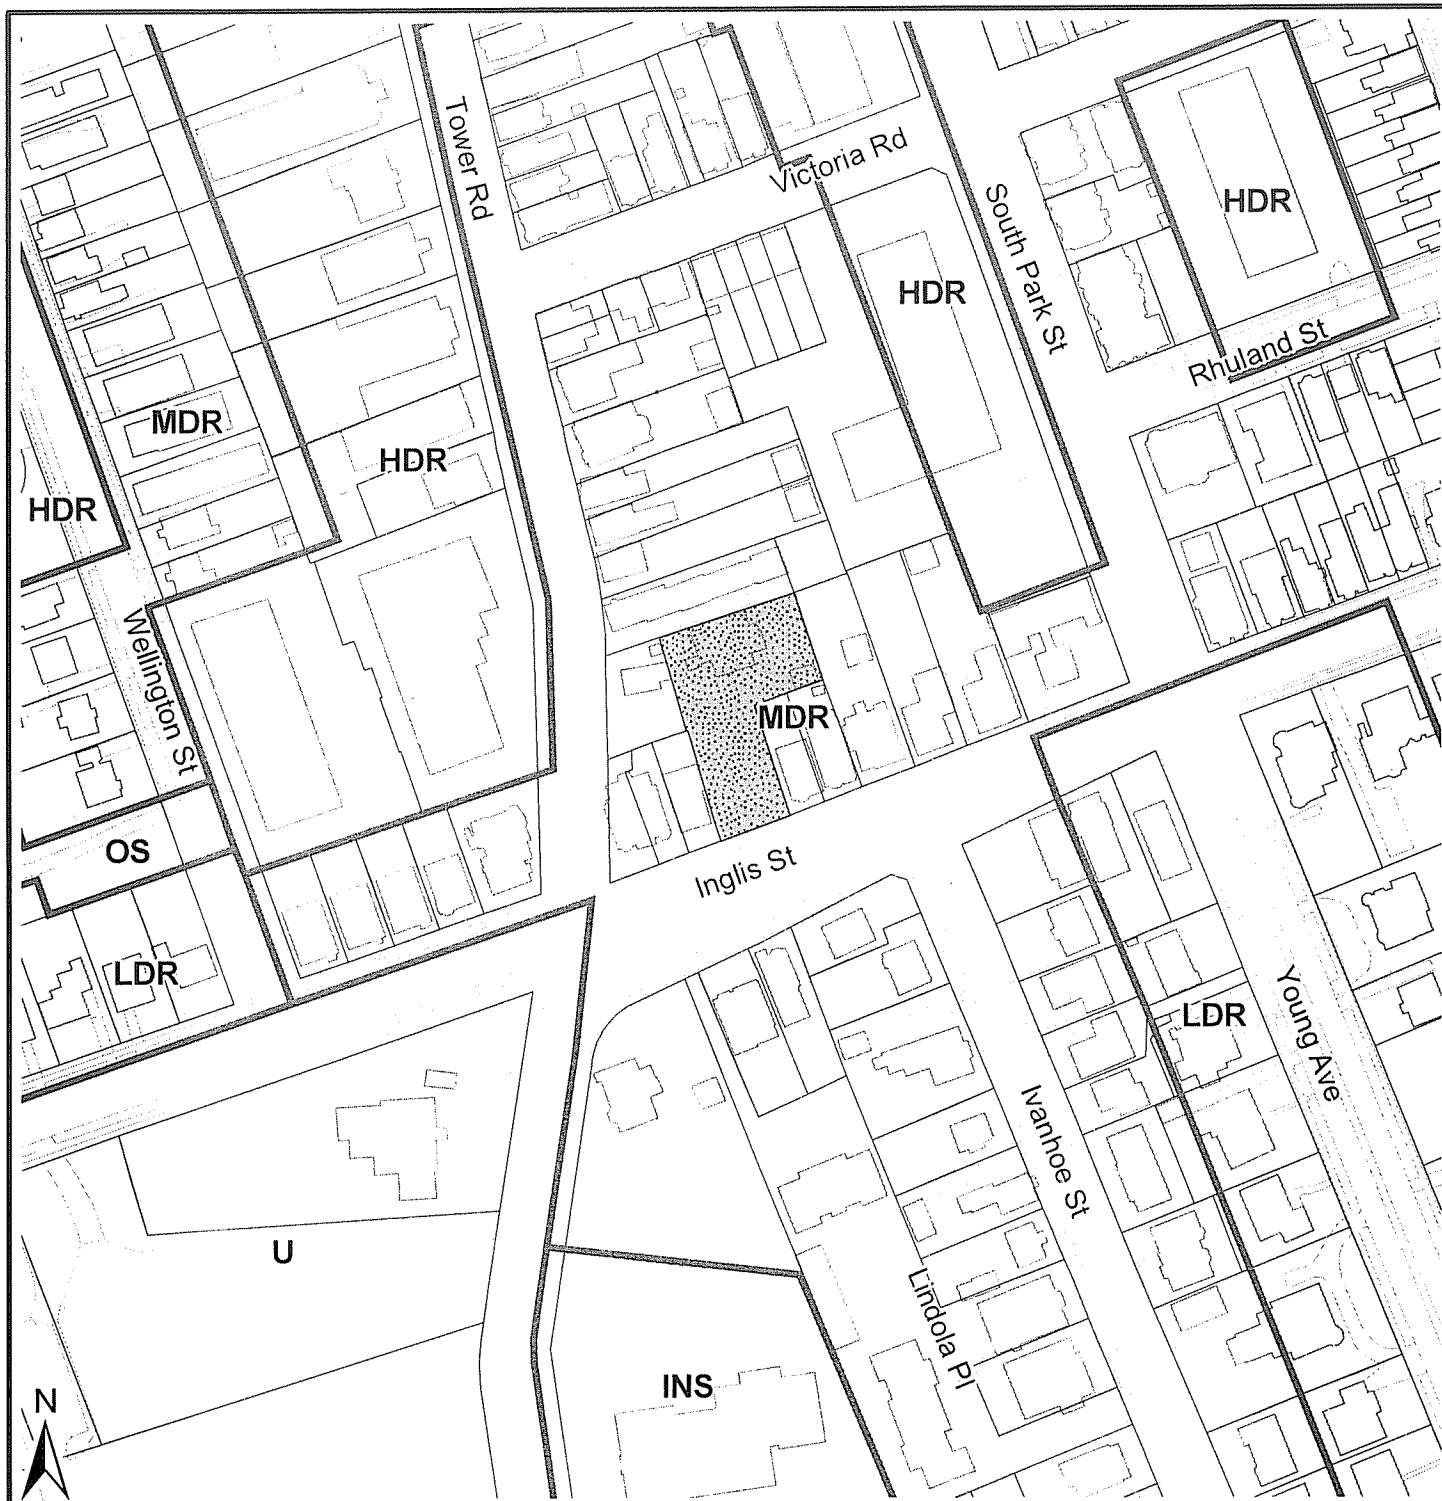 Tower Rd
Victoria Rd
South Park St
HDR
HDR
Rhuland St
MDR
HDR
HDR
Wellington St
MDR
OS
Inglis St
LDR
LDR
Young Ave
Ivanhoe St
U
Lindola Pl
INS
N